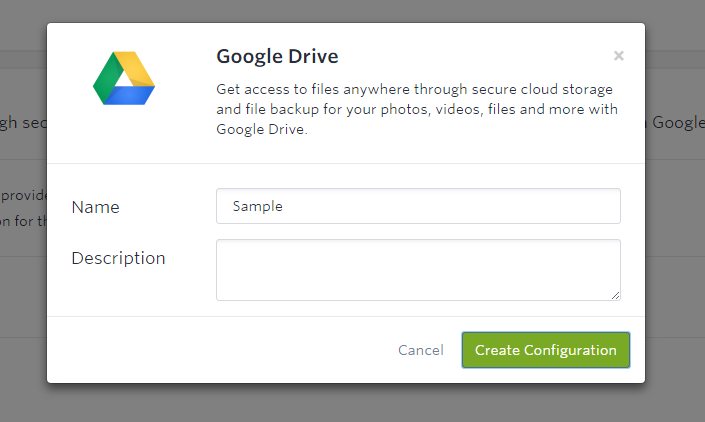 Google Drive
×
Get access to files anywhere through secure cloud storage
and file backup for your photos, videos, files and more with
Google Drive.
gh sec
Google
provide
on for th
Name
Sample
Description
Cancel
Create Configuration